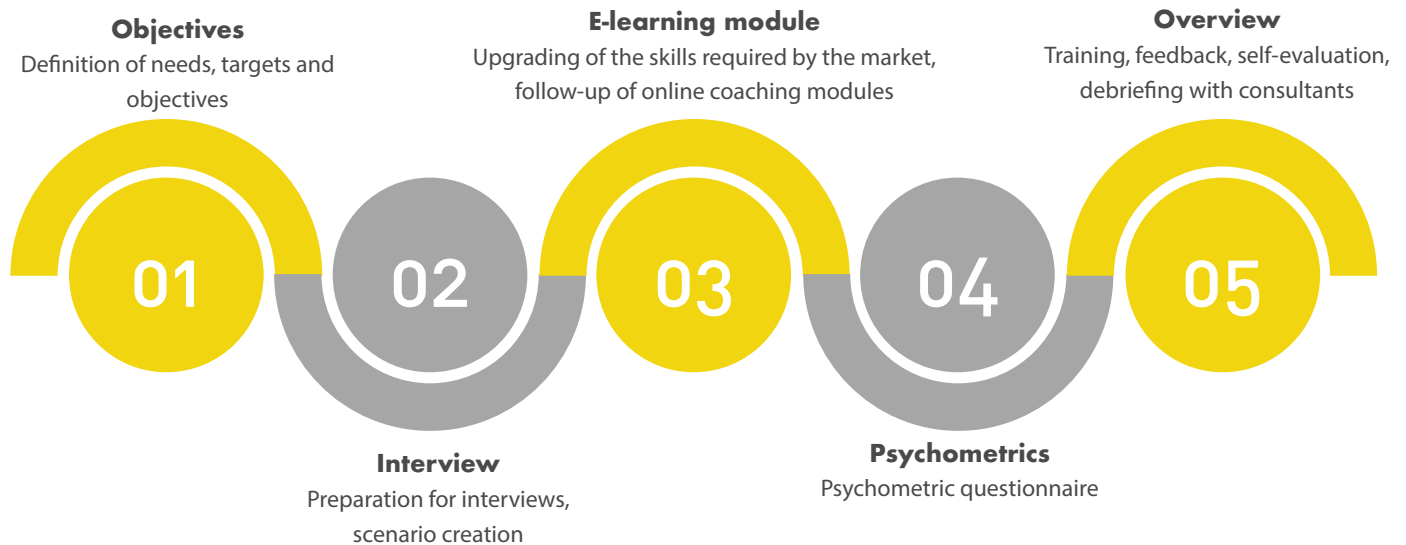 Objectives
Definition of needs, targets and
objectives
01
Interview
Preparation for interviews,
scenario creation
02
E-learning module
Upgrading of the skills required by the market,
follow-up of online coaching modules
03
Psychometrics
Psychometric questionnaire
04
Overview
Training, feedback, self-evaluation,
debriefing with consultants
05